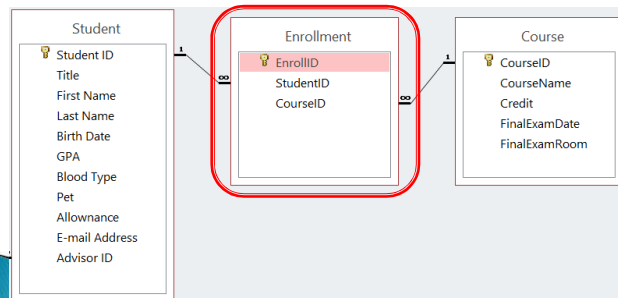 Student
Student ID
Title
First Name
Last Name
Birth Date
GPA
Blood Type
Pet
Allownance
E-mail Address
Advisor ID
1
∞
Enrollment
EnrollID
StudentID
CourseID
∞
1
Course
CourseID
CourseName
Credit
FinalExamDate
FinalExamRoom